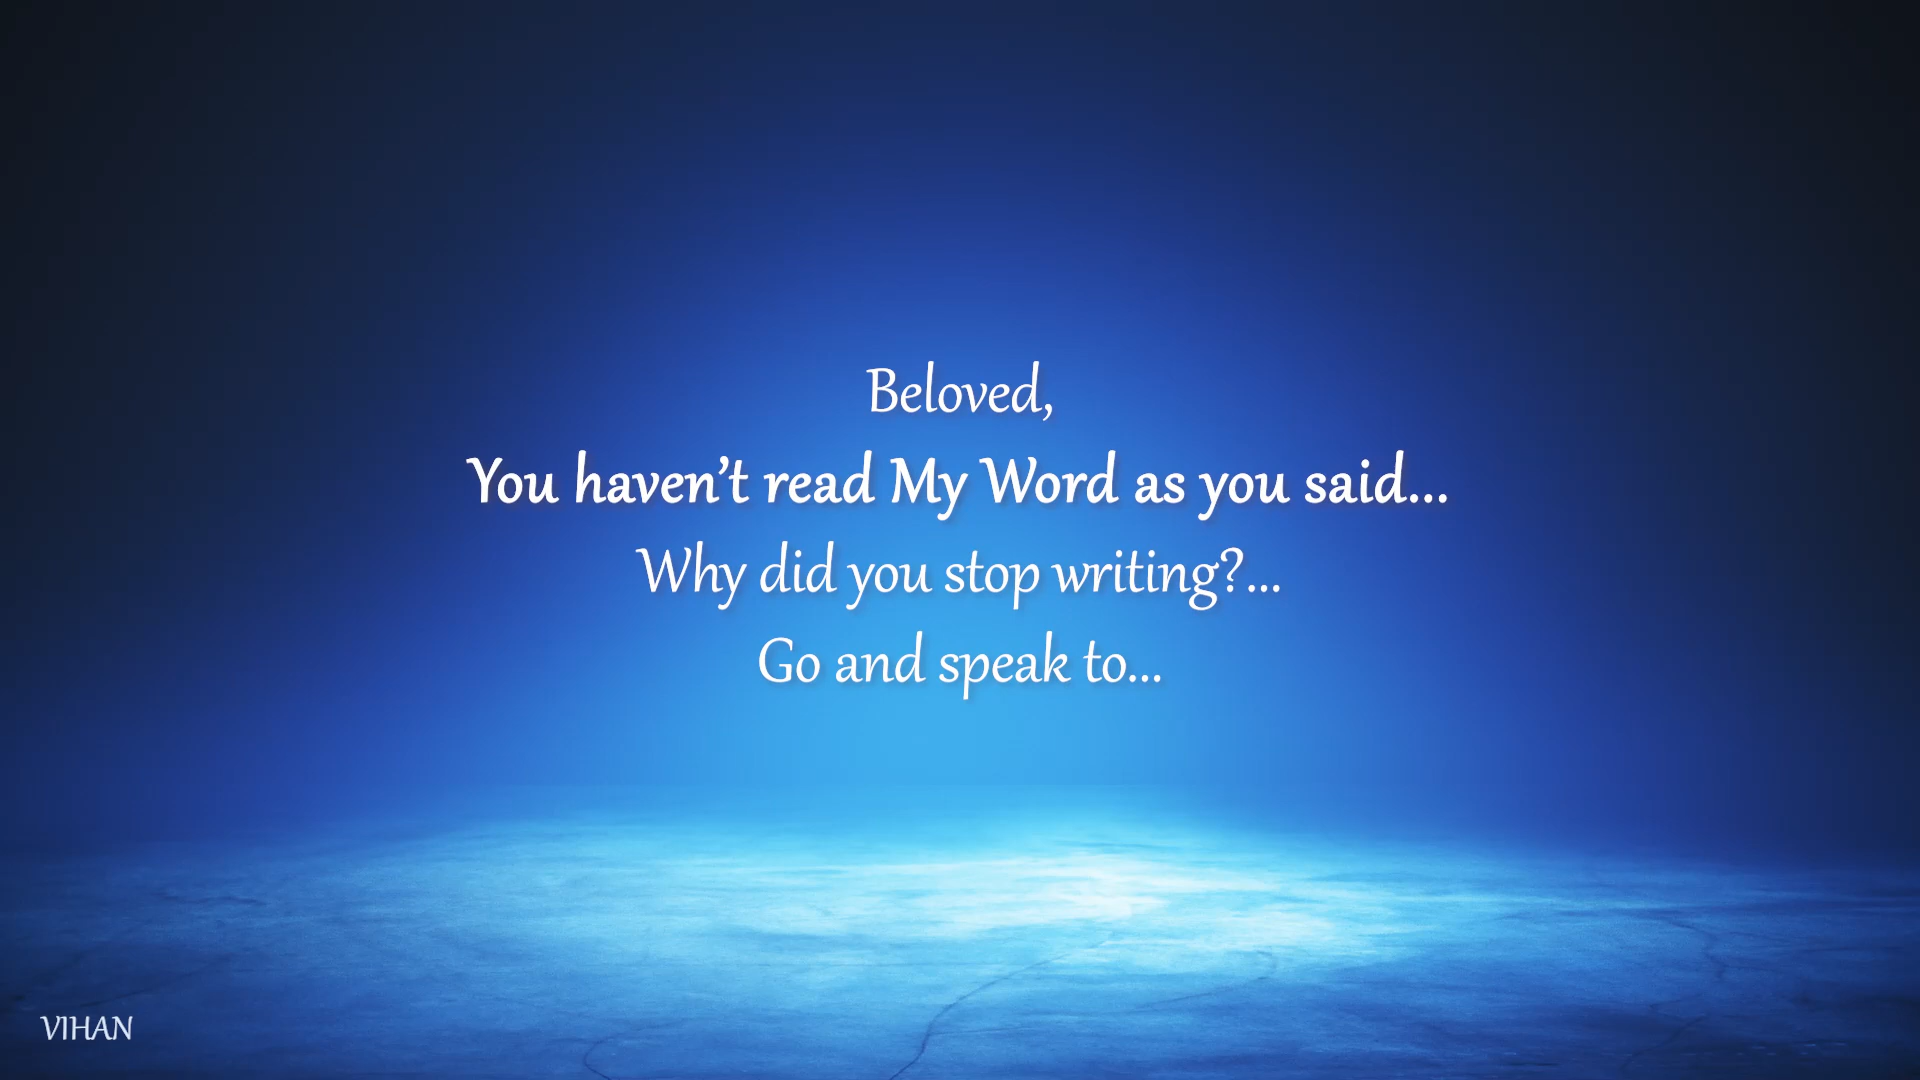 Beloved,
You haven’t read My Word as you said...
Why did you stop writing?...
Go and speak to...
VIHAN